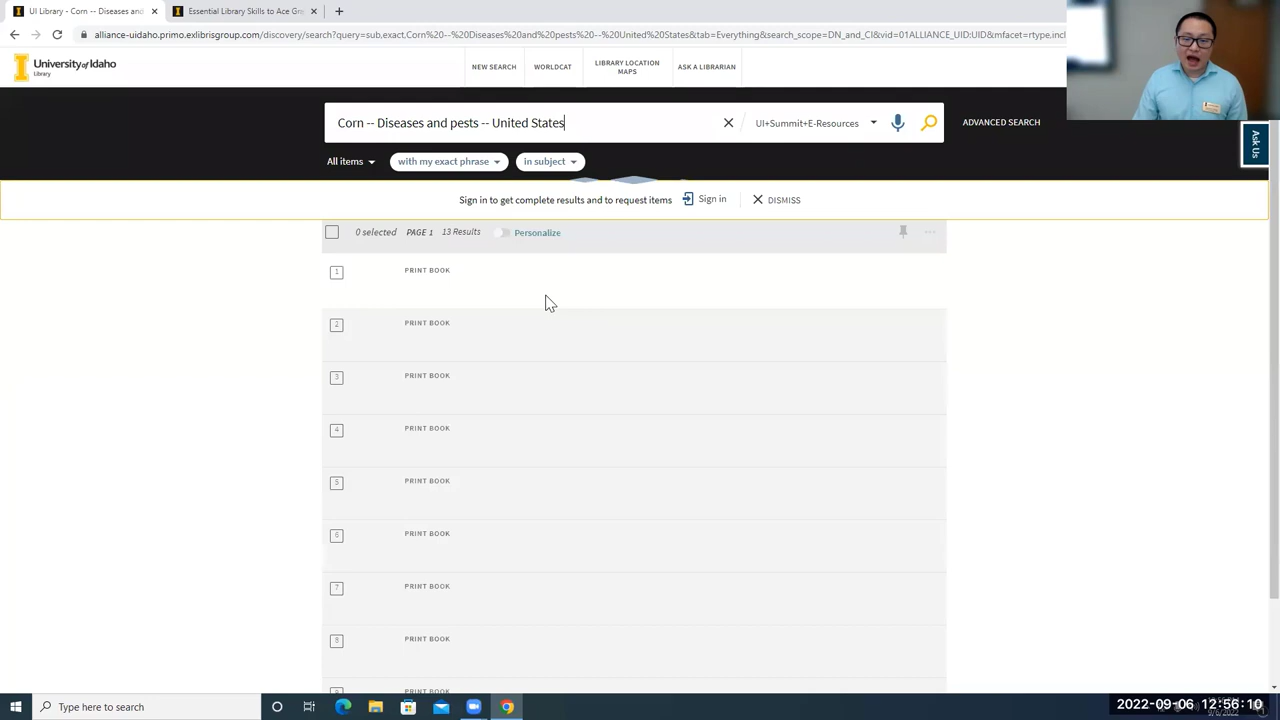 UI Library - Corn -- Diseases and
Essential Library Skills to Ace Gra
alliance-uidaho.primo.exlibrisgroup.com/discovery/search?query=sub,exact,Corn%20--%20Diseases%20and%20pests%20--%20United%20States&tab=Everything&search_scope=DN_and_CI&vid=01ALLIANCE_UID:UID&mfacet=rtype,incl
University of Idaho
Library
NEW SEARCH
WORLDCAT
LIBRARY LOCATION
MAPS
ASK A LIBRARIAN
Corn -- Diseases and pests -- United States
UI+Summit+E-Resources
ADVANCED SEARCH
Ask Us
All items
with my exact phrase
in subject
Sign in to get complete results and to request items
Sign in
DISMISS
0 selected PAGE 1 13 Results Personalize
1 PRINT BOOK
2 PRINT BOOK
3 PRINT BOOK
4 PRINT BOOK
5 PRINT BOOK
6 PRINT BOOK
7 PRINT BOOK
8 PRINT BOOK
PRINT BOOK
Type here to search
2022-09-06 12:56:10
9/6/2022